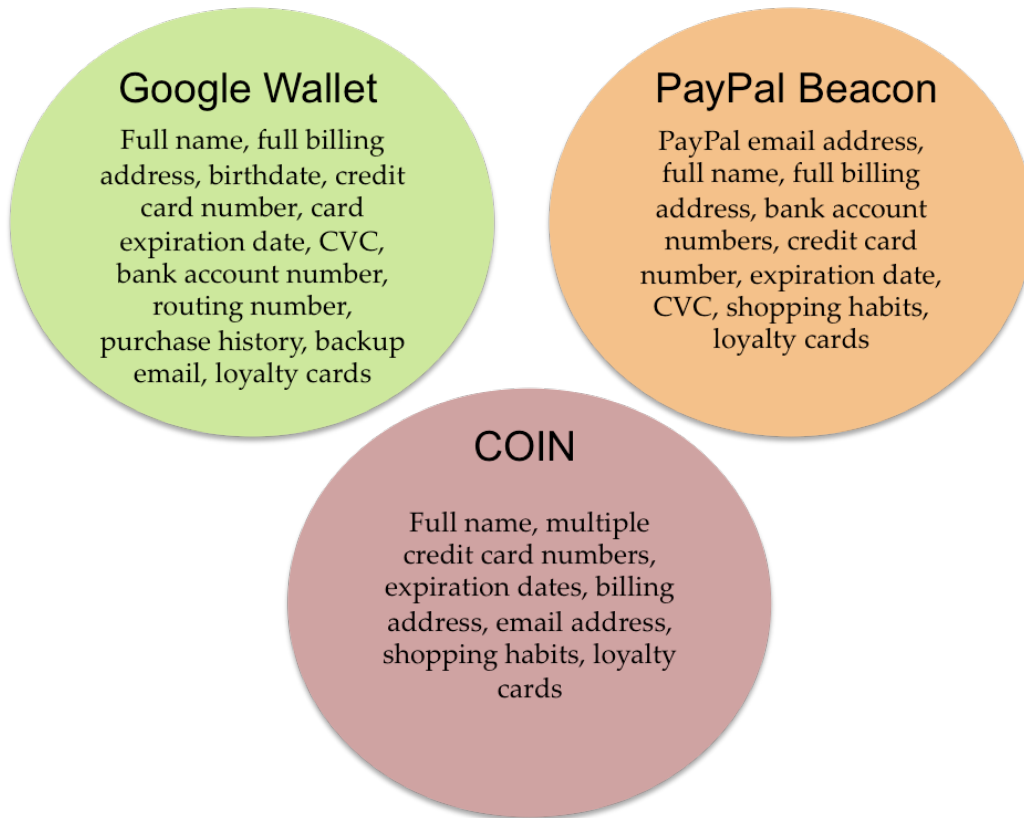 Google Wallet
Full name, full billing
address, birthdate, credit
card number, card
expiration date, CVC,
bank account number,
routing number,
purchase history, backup
email, loyalty cards
PayPal Beacon
PayPal email address,
full name, full billing
address, bank account
numbers, credit card
number, expiration date,
CVC, shopping habits,
loyalty cards
COIN
Full name, multiple
credit card numbers,
expiration dates, billing
address, email address,
shopping habits, loyalty
cards